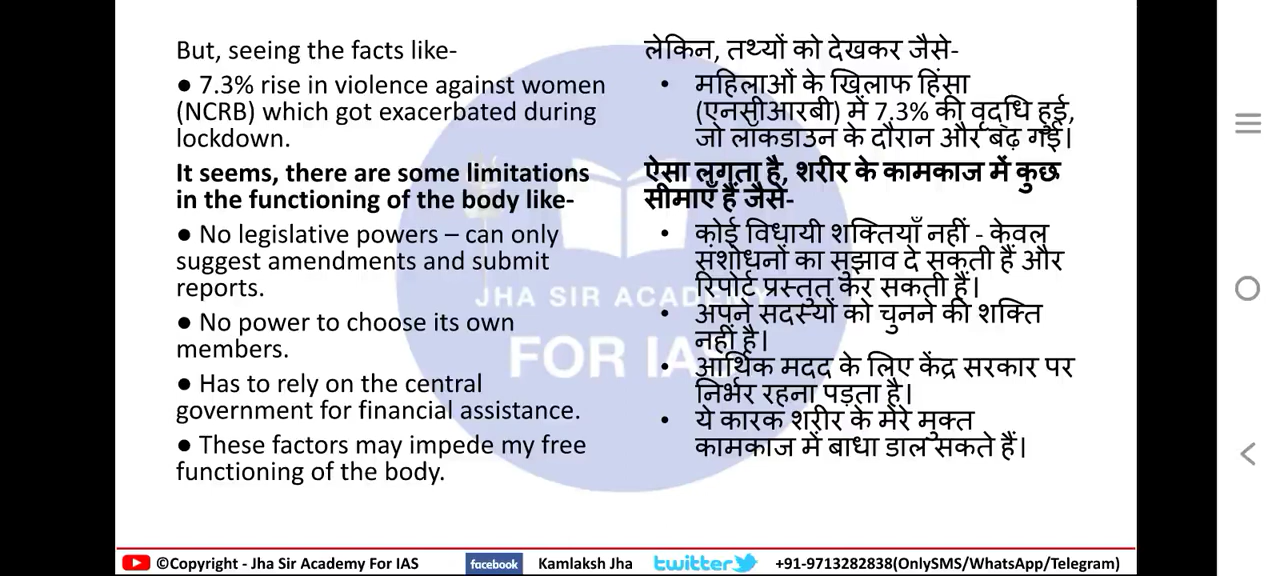 But, seeing the facts like-
● 7.3% rise in violence against women
(NCRB) which got exacerbated during
lockdown.
It seems, there are some limitations
in the functioning of the body like-
● No legislative powers – can only
suggest amendments and submit
reports.
● No power to choose its own
members.
● Has to rely on the central
government for financial assistance.
● These factors may impede my free
functioning of the body.
लेकिन, तथ्यों को देखकर जैसे-
• महिलाओं के खिलाफ हिंसा
(एनसीआरबी) में 7.3% की वृद्धि हुई,
जो लॉकडाउन के दौरान और बढ़ गई।
ऐसा लगता है, शरीर के कामकाज में कुछ
सीमाएँ हैं जैसे-
• कोई विधायी शक्तियाँ नहीं - केवल
संशोधनों का सुझाव दे सकती हैं और
रिपोर्ट प्रस्तुत कर सकती हैं।
• अपने सदस्यों को चुनने की शक्ति
नहीं है।
• आर्थिक मदद के लिए केंद्र सरकार पर
निर्भर रहना पड़ता है।
• ये कारक शरीर के मेरे मुक्त
कामकाज में बाधा डाल सकते हैं।
JHA SIR ACADEMY
FOR IAS
©Copyright - Jha Sir Academy For IAS facebook Kamlaksh Jha twitter +91-9713282838(OnlySMS/WhatsApp/Telegram)